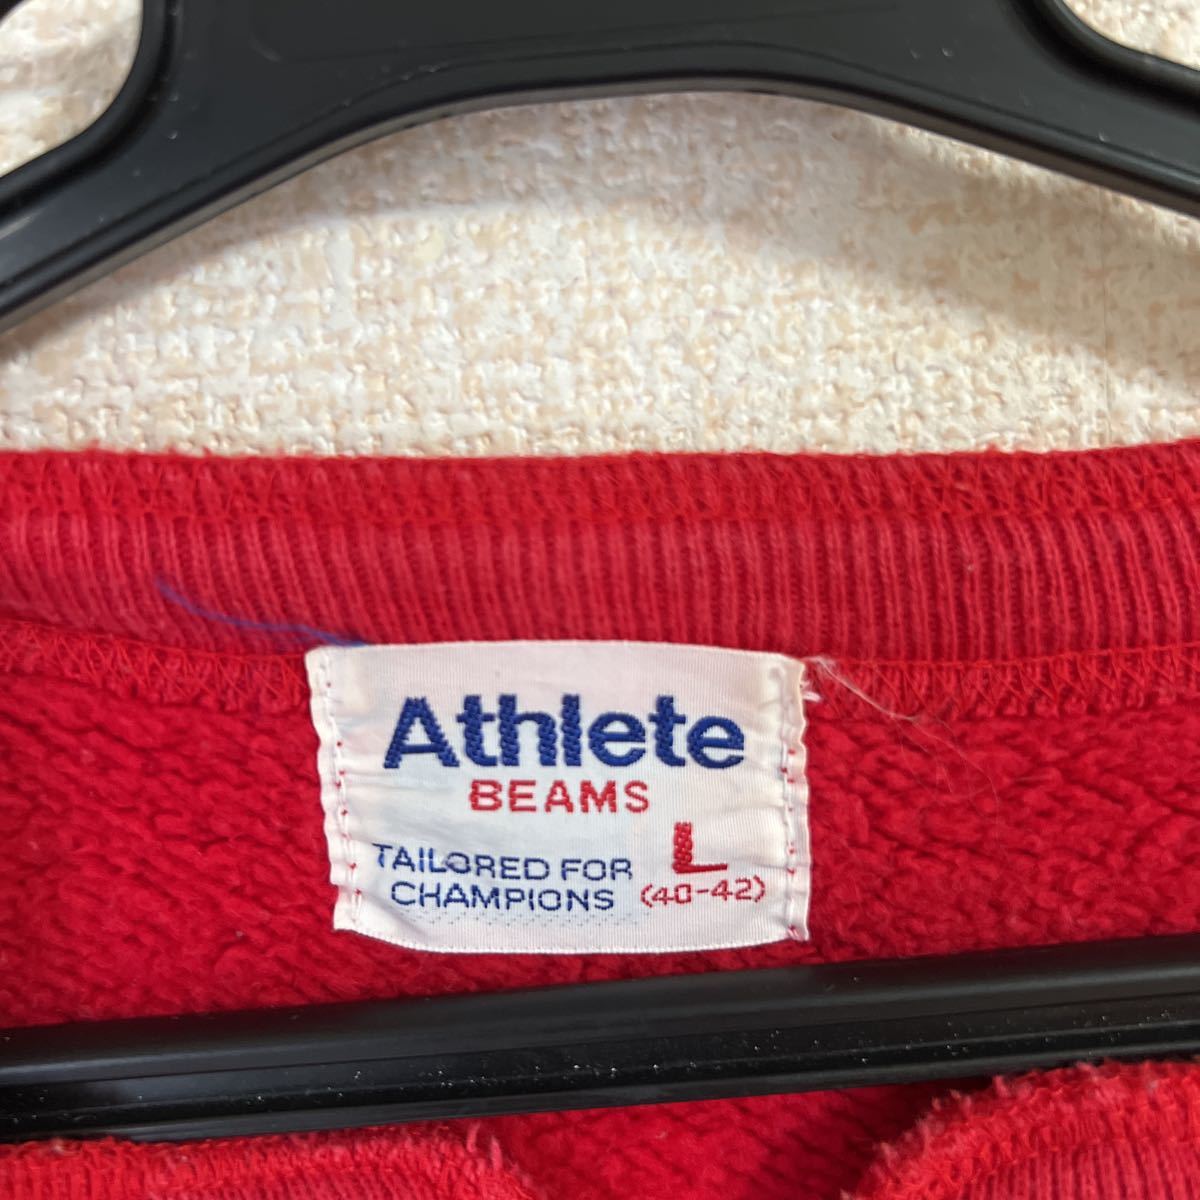 Athlete
BEAMS
TAILORED FOR
CHAMPIONS
L
(40-42)